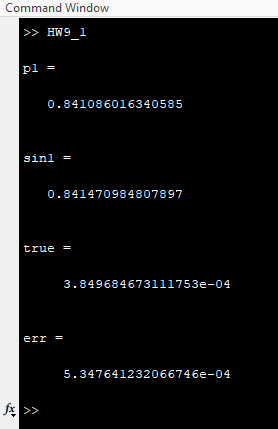 Command Window
>> HW9_1
p1 =
0.841086016340585
sin1 =
0.841470984807897
true =
3.849684673111753e-04
err =
5.347641232066746e-04
fx >>